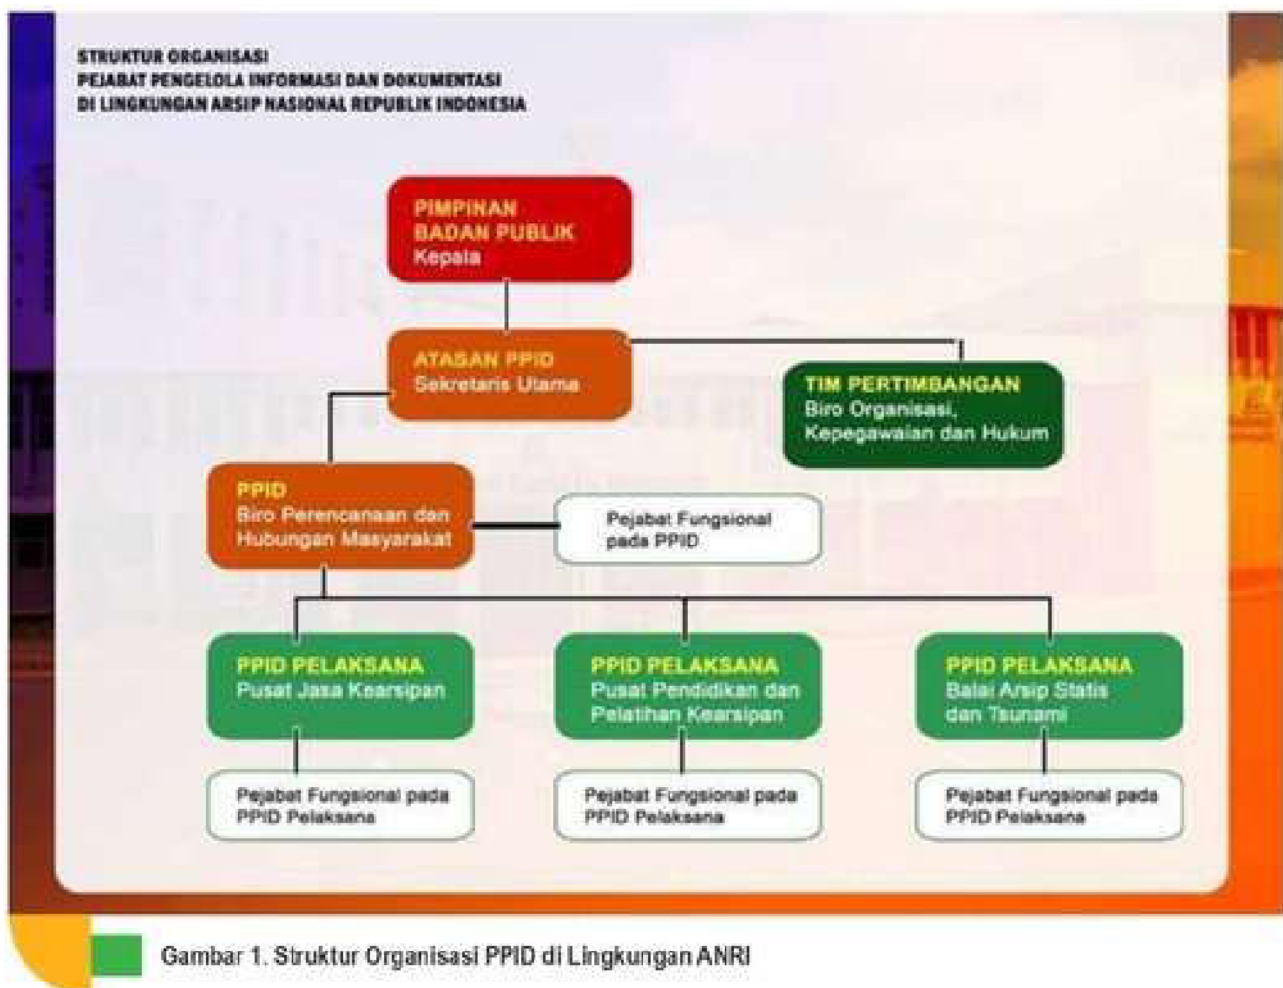 STRUKTUR ORGANISASI
PEJABAT PENGELOLA INFORMASI DAN DOKUMENTASI
DI LINGKUNGAN ARSIP NASIONAL REPUBLIK INDONESIA
PIMPINAN
BADAN PUBLIK
Kepala
ATASAN PPID
Sekretaris Utama
TIM PERTIMBANGAN
Biro Organisasi,
Kepegawaian dan Hukum
PPID
Biro Perencanaan dan
Hubungan Masyarakat
Pejabat Fungsional
pada PPID
PPID PELAKSANA
Pusat Jasa Kearsipan
PPID PELAKSANA
Pusat Pendidikan dan
Pelatihan Kearsipan
PPID PELAKSANA
Balai Arsip Statis
dan Tsunami
Pejabat Fungsional pada
PPID Pelaksana
Pejabat Fungsional pada
PPID Pelaksana
Pejabat Fungsional pada
PPID Pelaksana
Gambar 1. Struktur Organisasi PPID di Lingkungan ANRI